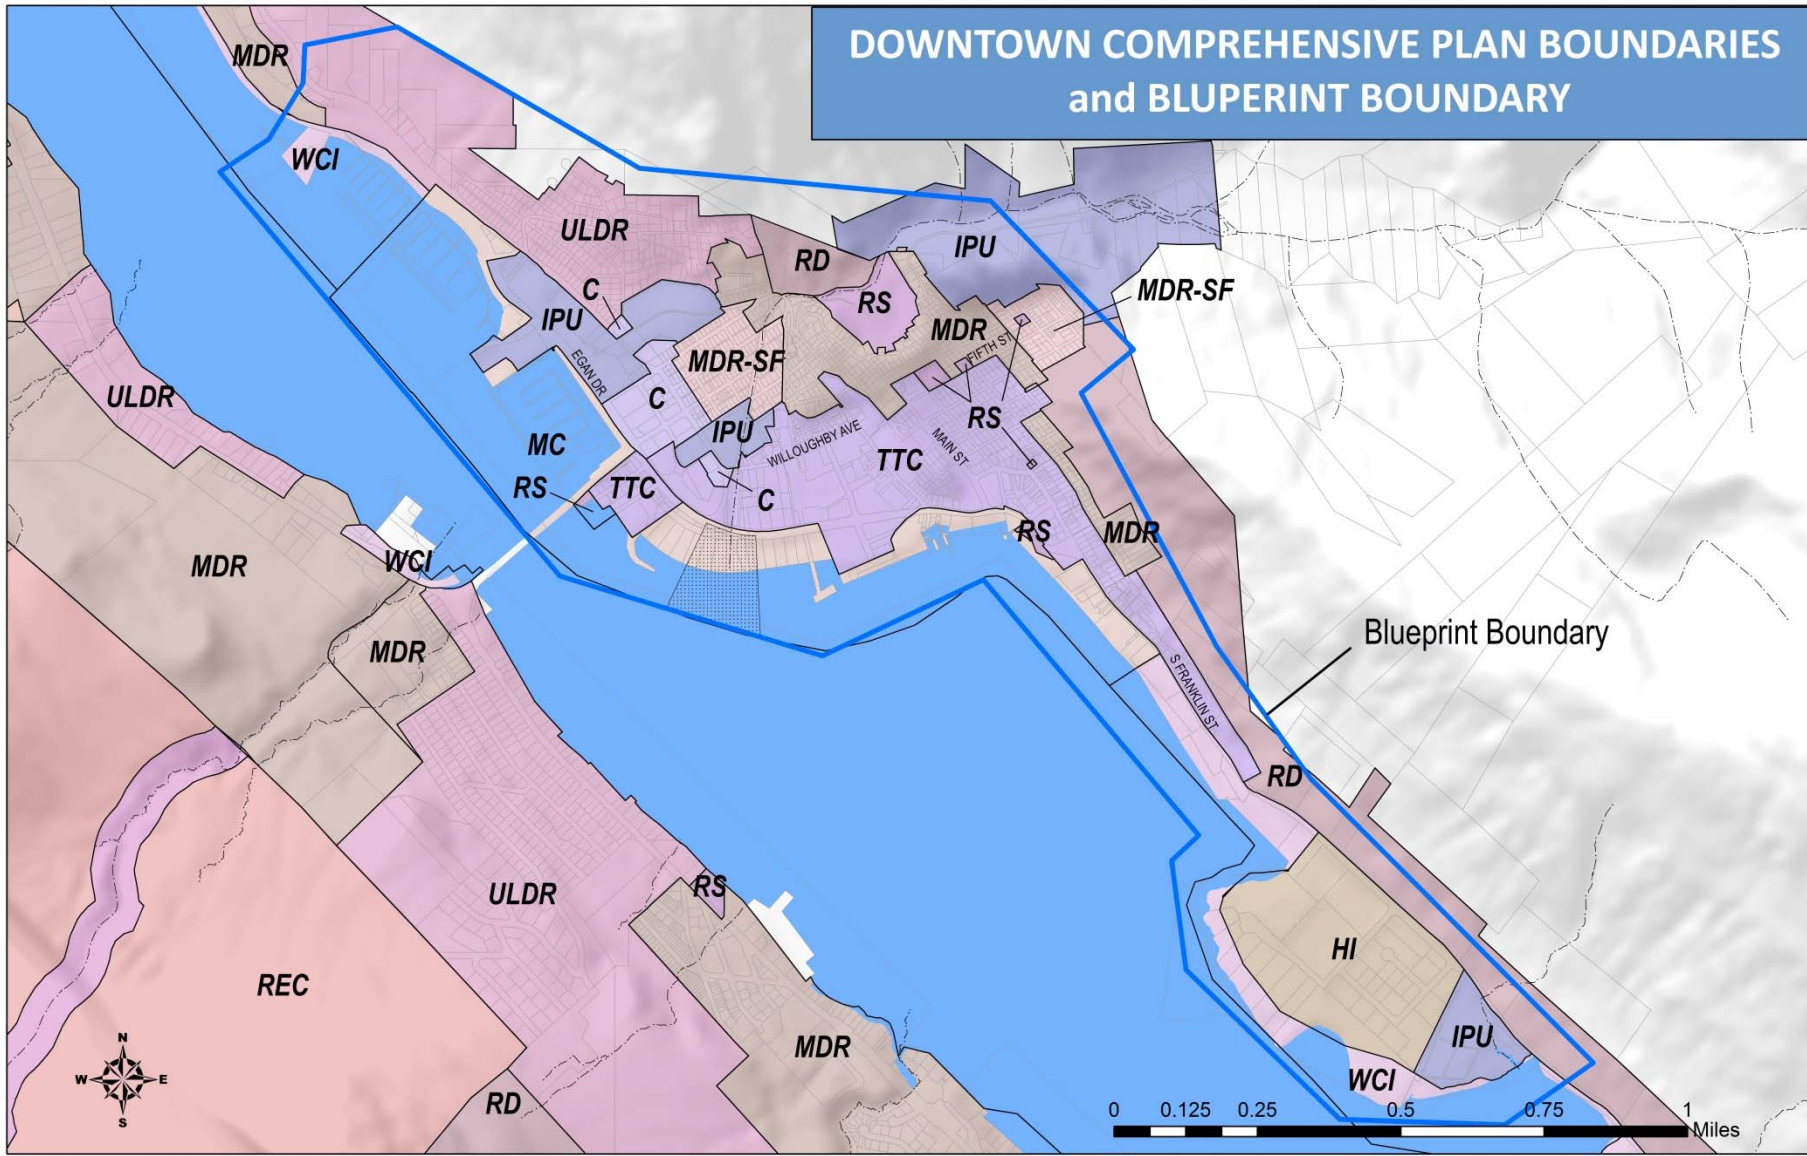 DOWNTOWN COMPREHENSIVE PLAN BOUNDARIES
and BLUPERINT BOUNDARY
MDR
WCI
ULDR
RD
IPU
C
RS
MDR-SF
IPU
MDR
FIFTH ST
EGAN DR
MDR-SF
ULDR
C
RS
IPU
WILLOUGHBY AVE
MAIN ST
MC
TTC
RS
TTC
C
RS
MDR
WCI
MDR
MDR
Blueprint Boundary
S FRANKLIN ST
RD
RS
ULDR
HI
REC
IPU
MDR
WCI
RD
N
W
E
S
0 0.125 0.25 0.5 0.75 1
Miles